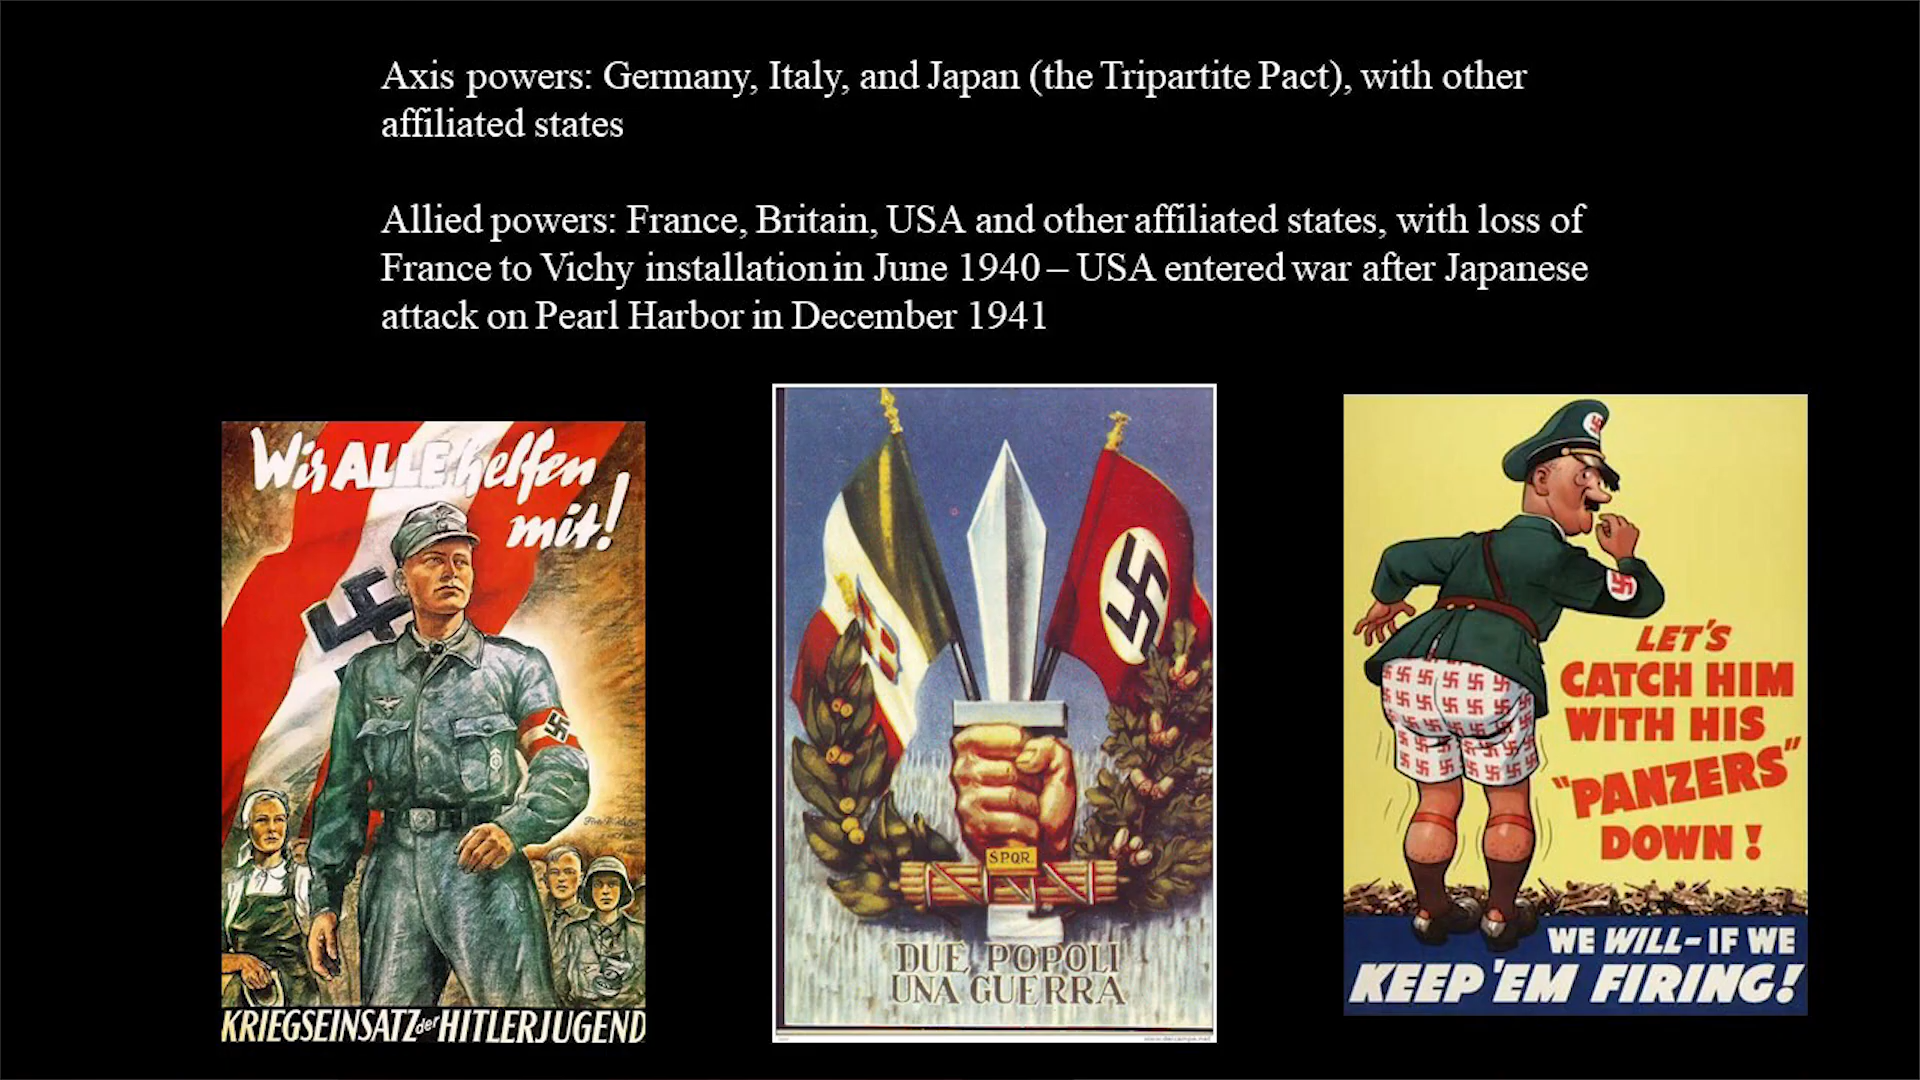 Axis powers: Germany, Italy, and Japan (the Tripartite Pact), with other
affiliated states
Allied powers: France, Britain, USA and other affiliated states, with loss of
France to Vichy installation in June 1940 – USA entered war after Japanese
attack on Pearl Harbor in December 1941
Wir ALLE helfen
mit!
KRIEGSEINSATZ der HITLERJUGEND
SPQR
DUE POPOLI
UNA GUERRA
LET'S
CATCH HIM
WITH HIS
"PANZERS"
DOWN!
WE WILL- IF WE
KEEP 'EM FIRING!